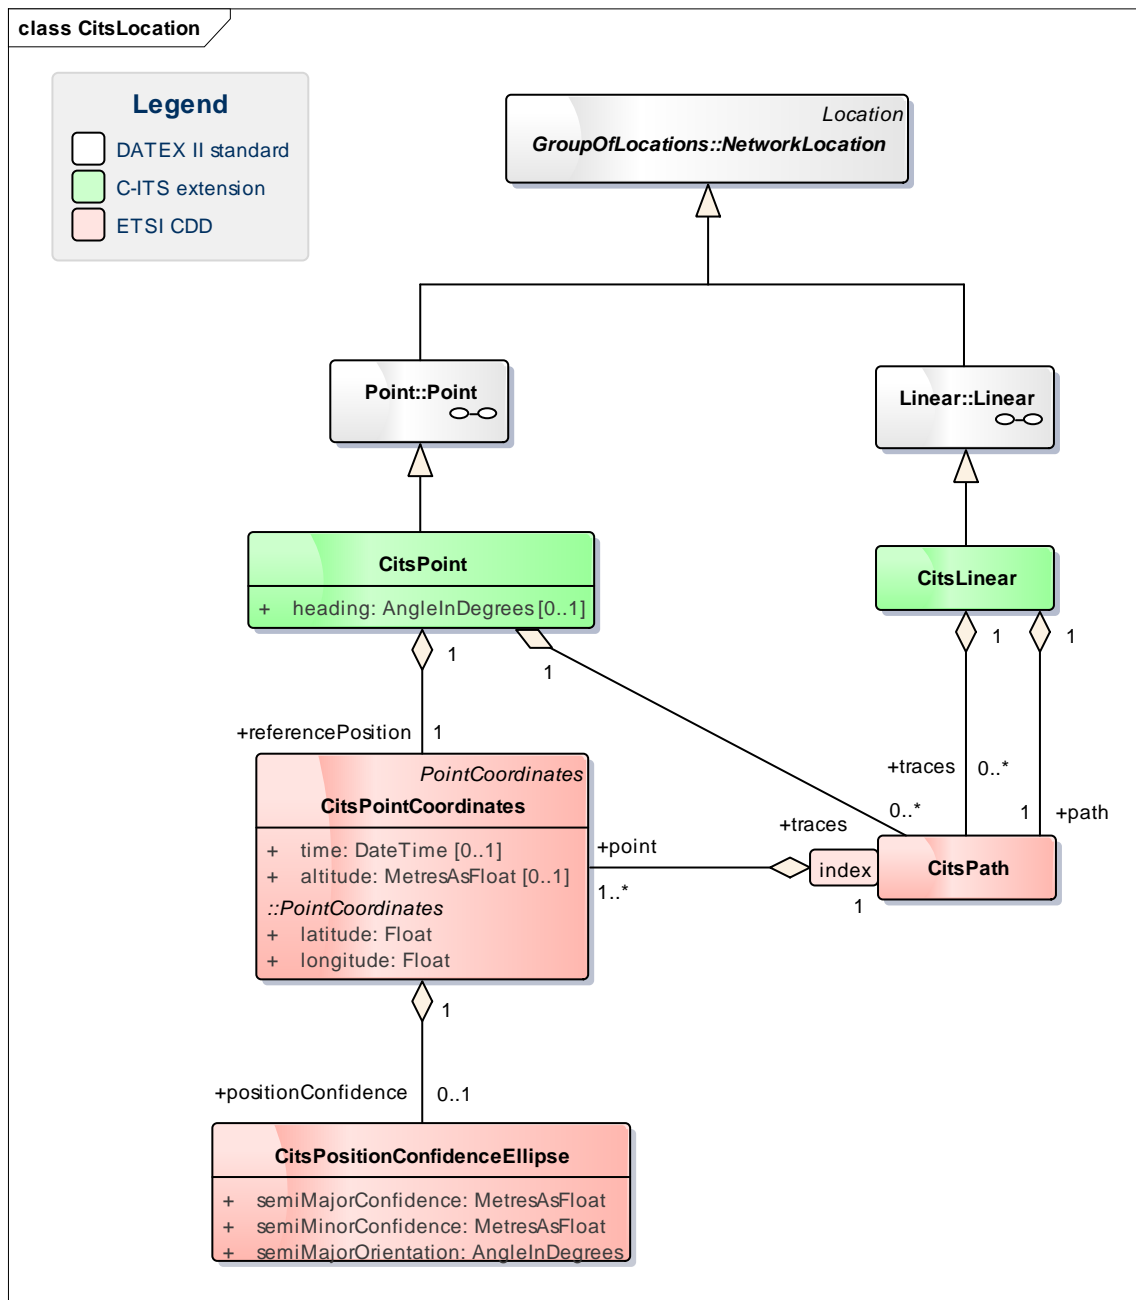 class CitsLocation
Legend
DATEX II standard
C-ITS extension
ETSI CDD
Location
GroupOfLocations::NetworkLocation
Point::Point
Linear::Linear
CitsPoint
+ heading: AngleInDegrees [0..1]
CitsLinear
1
1
1
1
+referencePosition
1
+traces
0..*
0..*
1
+path
+traces
PointCoordinates
CitsPointCoordinates
+ time: DateTime [0..1]
+ altitude: MetresAsFloat [0..1]
::PointCoordinates
+ latitude: Float
+ longitude: Float
+point
1..*
index
1
CitsPath
1
+positionConfidence
0..1
CitsPositionConfidenceEllipse
+ semiMajorConfidence: MetresAsFloat
+ semiMinorConfidence: MetresAsFloat
+ semiMajorOrientation: AngleInDegrees